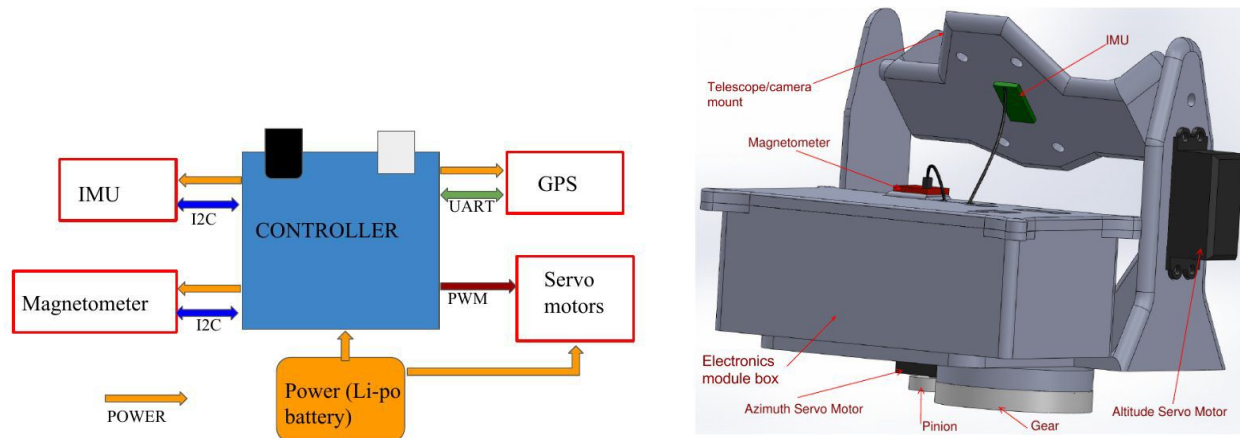 IMU
I2C
Magnetometer
I2C
CONTROLLER
GPS
UART
Servo
motors
PWM
Power (Li-po
battery)
POWER
IMU
Telescope/camera
mount
Magnetometer
Electronics
module box
Azimuth Servo Motor
Pinion
Gear
Altitude Servo Motor